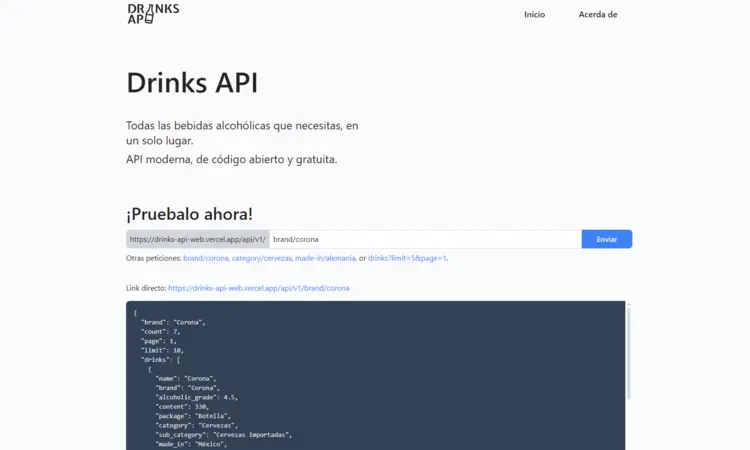 DRINKS
API
Inicio
Acerda de
Drinks API
Todas las bebidas alcohólicas que necesitas, en
un solo lugar.
API moderna, de código abierto y gratuita.
¡Pruebalo ahora!
https://drinks-api-web.vercel.app/api/v1/
brand/corona
Enviar
Otras peticiones: brand/corona, category/cervezas, made-in/alemania, or drinks?limit=5&page=1.
Link directo: https://drinks-api-web.vercel.app/api/v1/brand/corona
{
"brand": "Corona",
"count": 7,
"page": 1,
"limit": 10,
"drinks": [
{
"name": "Corona",
"brand": "Corona",
"alcoholic_grade": 4.5,
"content": 330,
"package": "Botella",
"category": "Cervezas",
"sub_category": "Cervezas Importadas",
"made_in": "México",